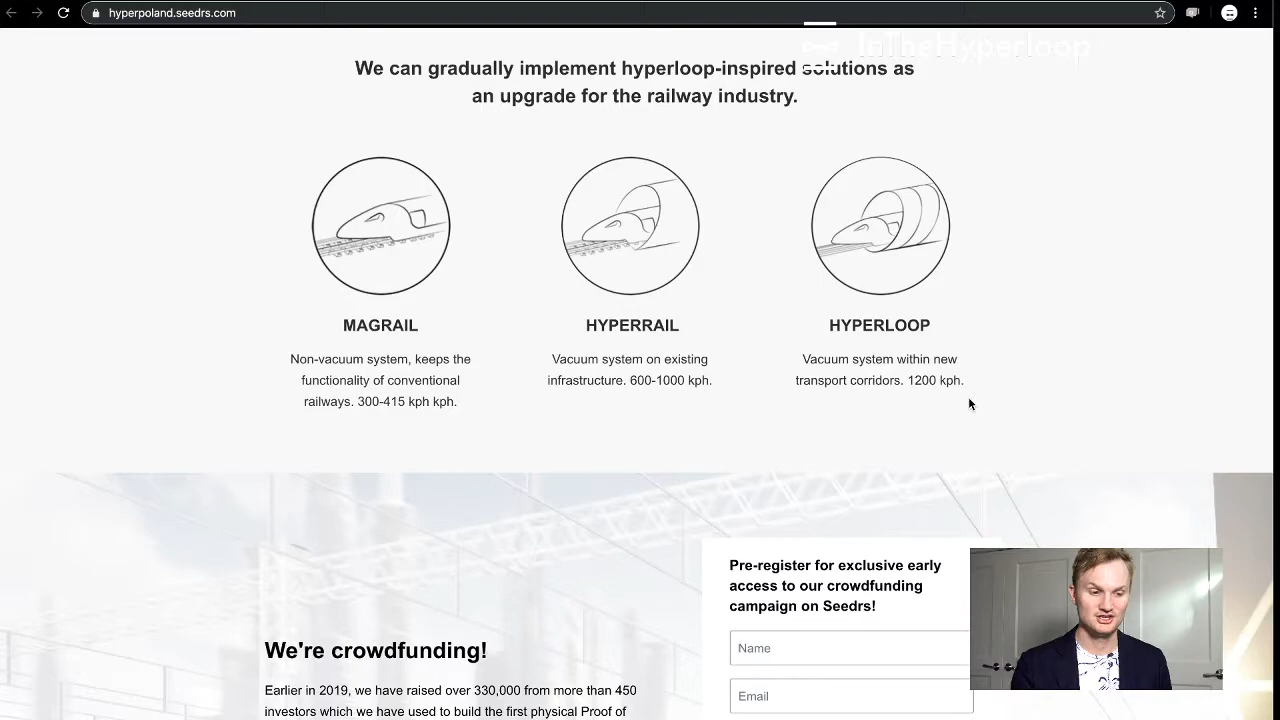 hyperpoland.seedrs.com
InTheHyperloop
We can gradually implement hyperloop-inspired solutions as
an upgrade for the railway industry.
MAGRAIL
Non-vacuum system, keeps the
functionality of conventional
railways. 300-415 kph kph.
HYPERRAIL
Vacuum system on existing
infrastructure. 600-1000 kph.
HYPERLOOP
Vacuum system within new
transport corridors. 1200 kph.
We're crowdfunding!
Earlier in 2019, we have raised over 330,000 from more than 450
investors which we have used to build the first physical Proof of
Pre-register for exclusive early
access to our crowdfunding
campaign on Seedrs!
Name
Email